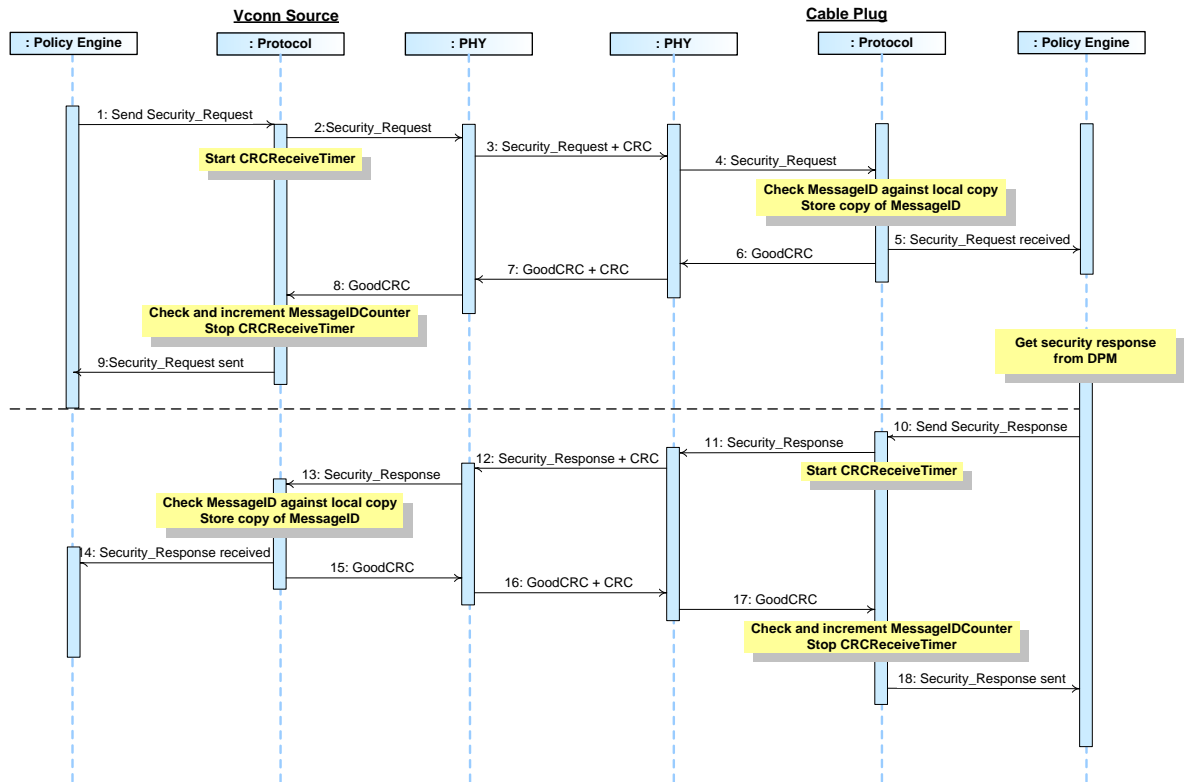 Vconn Source
Cable Plug
: Policy Engine
: Protocol
: PHY
: PHY
: Protocol
: Policy Engine
1: Send Security_Request
2:Security_Request
Start CRCReceiveTimer
3: Security_Request + CRC
4: Security_Request
Check MessageID against local copy
Store copy of MessageID
5: Security_Request received
6: GoodCRC
7: GoodCRC + CRC
8: GoodCRC
Check and increment MessageIDCounter
Stop CRCReceiveTimer
9:Security_Request sent
Get security response
from DPM
10: Send Security_Response
11: Security_Response
Start CRCReceiveTimer
12: Security_Response + CRC
13: Security_Response
Check MessageID against local copy
Store copy of MessageID
14: Security_Response received
15: GoodCRC
16: GoodCRC + CRC
17: GoodCRC
Check and increment MessageIDCounter
Stop CRCReceiveTimer
18: Security_Response sent